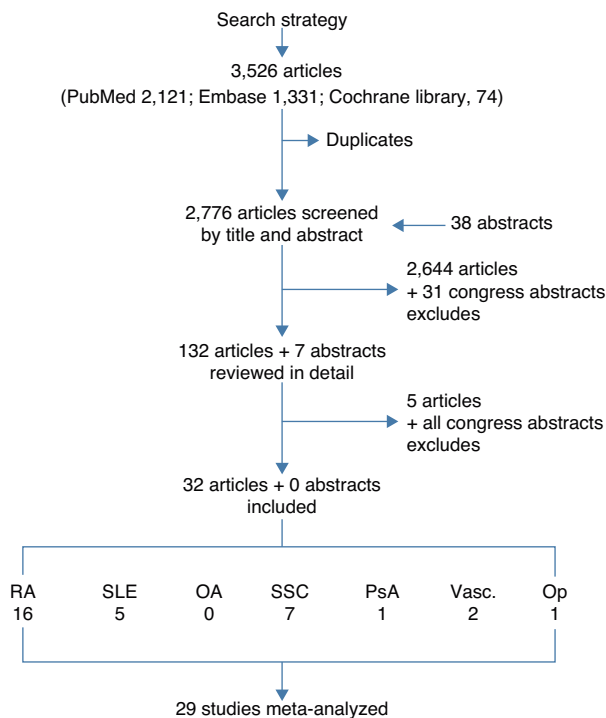 Search strategy
3,526 articles
(PubMed 2,121; Embase 1,331; Cochrane library, 74)
Duplicates
2,776 articles screened
by title and abstract
38 abstracts
2,644 articles
+ 31 congress abstracts
excludes
132 articles + 7 abstracts
reviewed in detail
5 articles
+ all congress abstracts
excludes
32 articles + 0 abstracts
included
RA SLE OA SSC PsA Vasc. Op
16 5 0 7 1 2 1
29 studies meta-analyzed